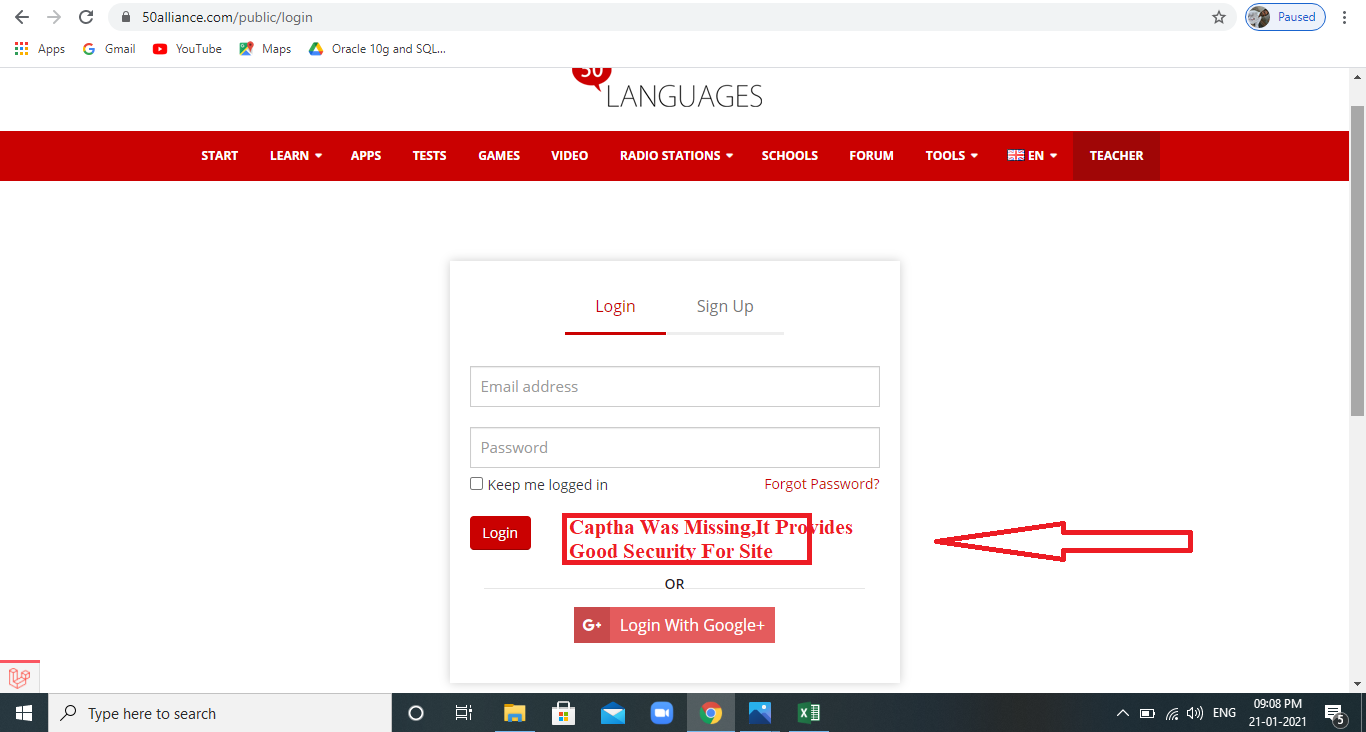 50alliance.com/public/login
Paused
Apps
Gmail
YouTube
Maps
Oracle 10g and SQL...
50
LANGUAGES
START
LEARN
APPS
TESTS
GAMES
VIDEO
RADIO STATIONS
SCHOOLS
FORUM
TOOLS
EN
TEACHER
Login
Sign Up
Email address
Password
Keep me logged in
Forgot Password?
Login
Captha Was Missing,It Provides
Good Security For Site
OR
G+
Login With Google+
Type here to search
ENG
09:08 PM
21-01-2021
5